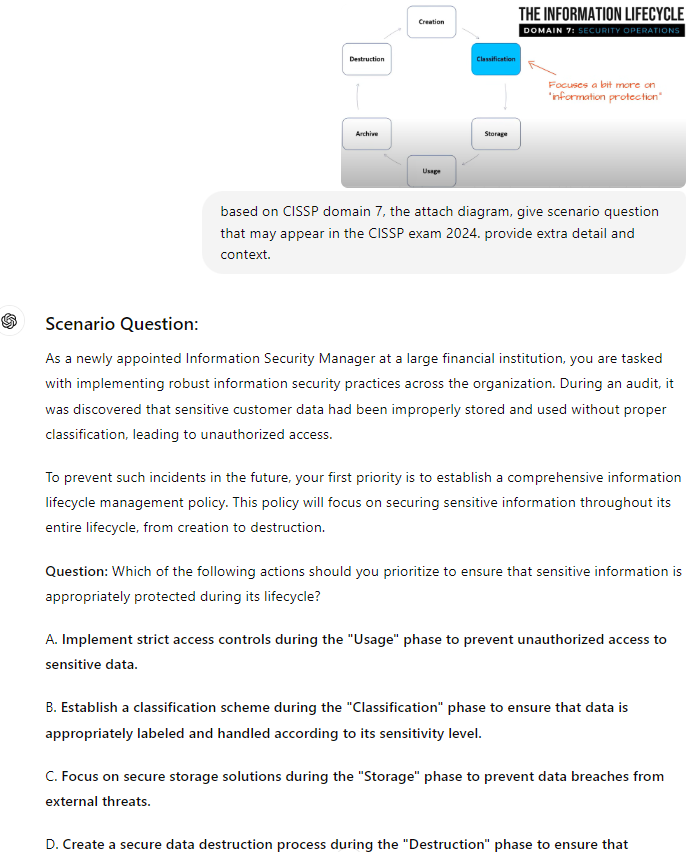 THE INFORMATION LIFECYCLE
DOMAIN 7: SECURITY OPERATIONS
Creation
Destruction
Classification
Focuses a bit more on
"information protection"
Archive
Storage
Usage
based on CISSP domain 7, the attach diagram, give scenario question
that may appear in the CISSP exam 2024. provide extra detail and
context.
Scenario Question:
As a newly appointed Information Security Manager at a large financial institution, you are tasked
with implementing robust information security practices across the organization. During an audit, it
was discovered that sensitive customer data had been improperly stored and used without proper
classification, leading to unauthorized access.
To prevent such incidents in the future, your first priority is to establish a comprehensive information
lifecycle management policy. This policy will focus on securing sensitive information throughout its
entire lifecycle, from creation to destruction.
Question: Which of the following actions should you prioritize to ensure that sensitive information is
appropriately protected during its lifecycle?
A. Implement strict access controls during the "Usage" phase to prevent unauthorized access to
sensitive data.
B. Establish a classification scheme during the "Classification" phase to ensure that data is
appropriately labeled and handled according to its sensitivity level.
C. Focus on secure storage solutions during the "Storage" phase to prevent data breaches from
external threats.
D. Create a secure data destruction process during the "Destruction" phase to ensure that